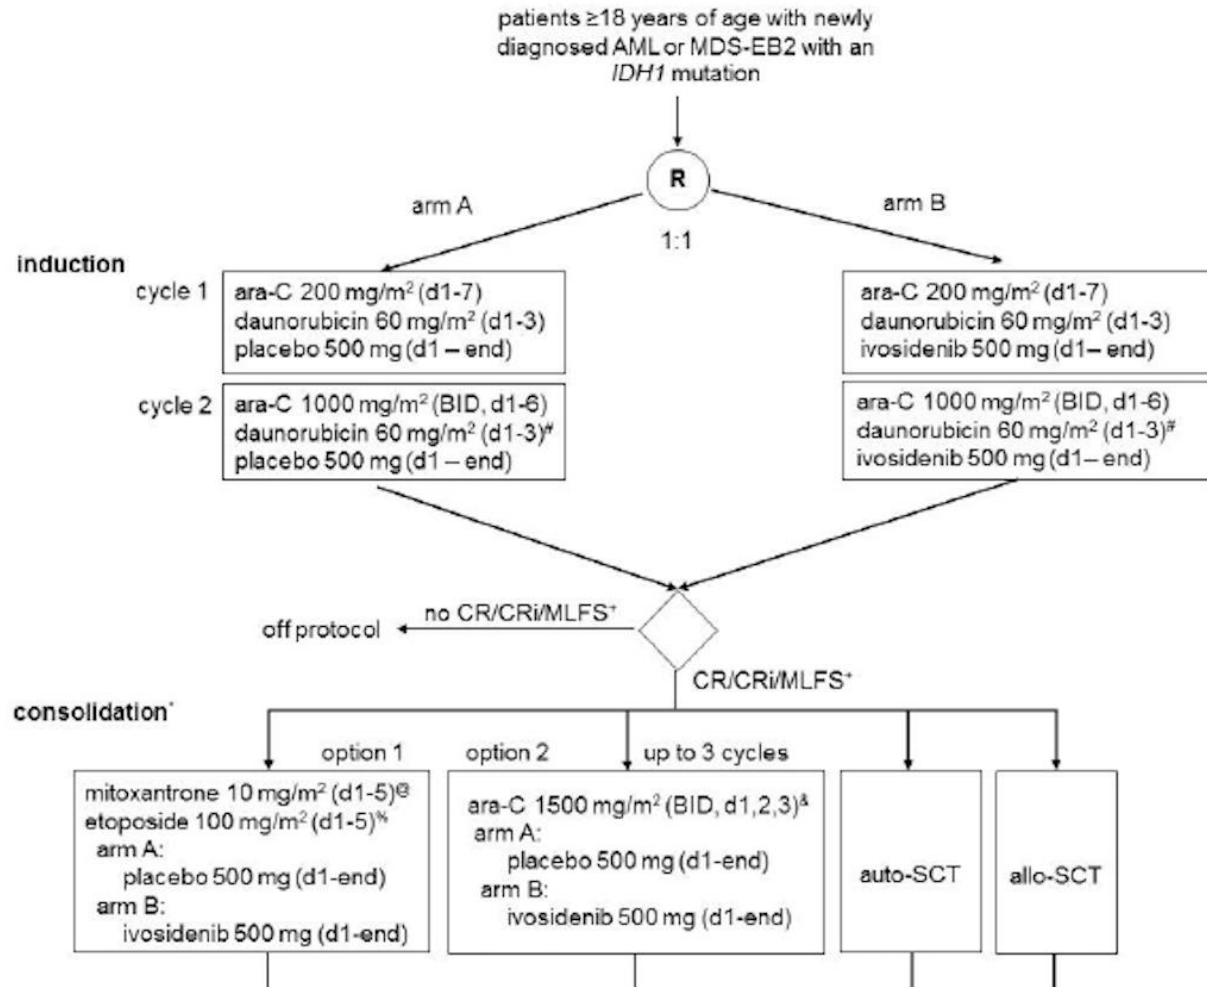 patients ≥18 years of age with newly
diagnosed AML or MDS-EB2 with an
IDH1 mutation
R
arm A
arm B
1:1
induction
cycle 1
ara-C 200 mg/m² (d1-7)
daunorubicin 60 mg/m² (d1-3)
placebo 500 mg (d1 – end)
ara-C 200 mg/m² (d1-7)
daunorubicin 60 mg/m² (d1-3)
ivosidenib 500 mg (d1– end)
cycle 2
ara-C 1000 mg/m² (BID, d1-6)
daunorubicin 60 mg/m² (d1-3)#
placebo 500 mg (d1 – end)
ara-C 1000 mg/m² (BID, d1-6)
daunorubicin 60 mg/m² (d1-3)#
ivosidenib 500 mg (d1– end)
no CR/CRi/MLFS⁺
off protocol
CR/CRi/MLFS⁺
consolidation*
option 1
option 2
up to 3 cycles
mitoxantrone 10 mg/m² (d1-5)@
etoposide 100 mg/m² (d1-5)%
arm A:
placebo 500 mg (d1-end)
arm B:
ivosidenib 500 mg (d1-end)
ara-C 1500 mg/m² (BID, d1,2,3)&
arm A:
placebo 500 mg (d1-end)
arm B:
ivosidenib 500 mg (d1-end)
auto-SCT
allo-SCT